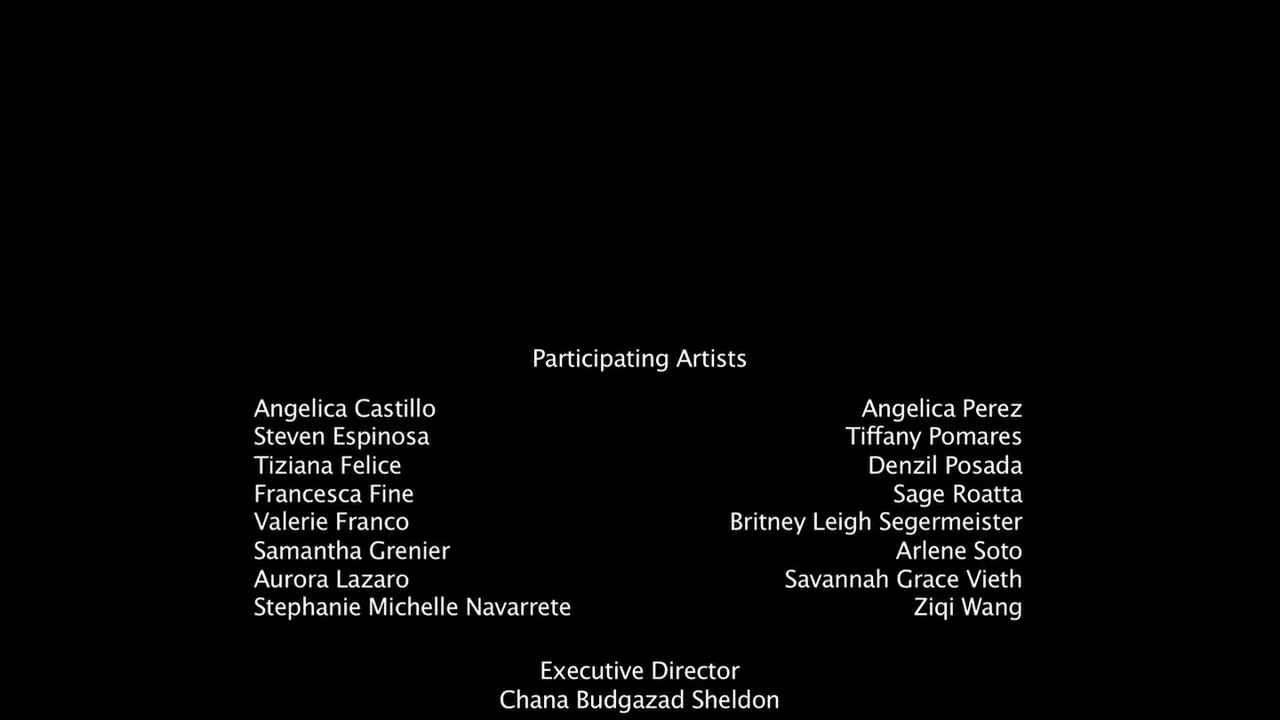 Participating Artists
Angelica Castillo Angelica Perez
Steven Espinosa Tiffany Pomares
Tiziana Felice Denzil Posada
Francesca Fine Sage Roatta
Valerie Franco Britney Leigh Segermeister
Samantha Grenier Arlene Soto
Aurora Lazaro Savannah Grace Vieth
Stephanie Michelle Navarrete Ziqi Wang
Executive Director
Chana Budgazad Sheldon